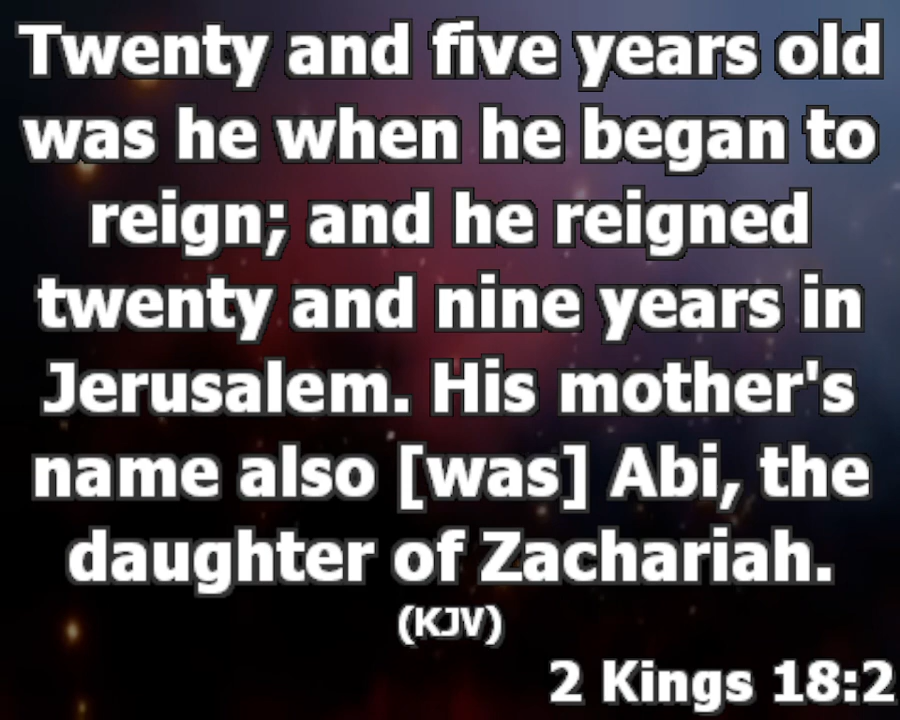 Twenty and five years old
was he when he began to
reign; and he reigned
twenty and nine years in
Jerusalem. His mother's
name also [was] Abi, the
daughter of Zachariah.
(KJV)
2 Kings 18:2